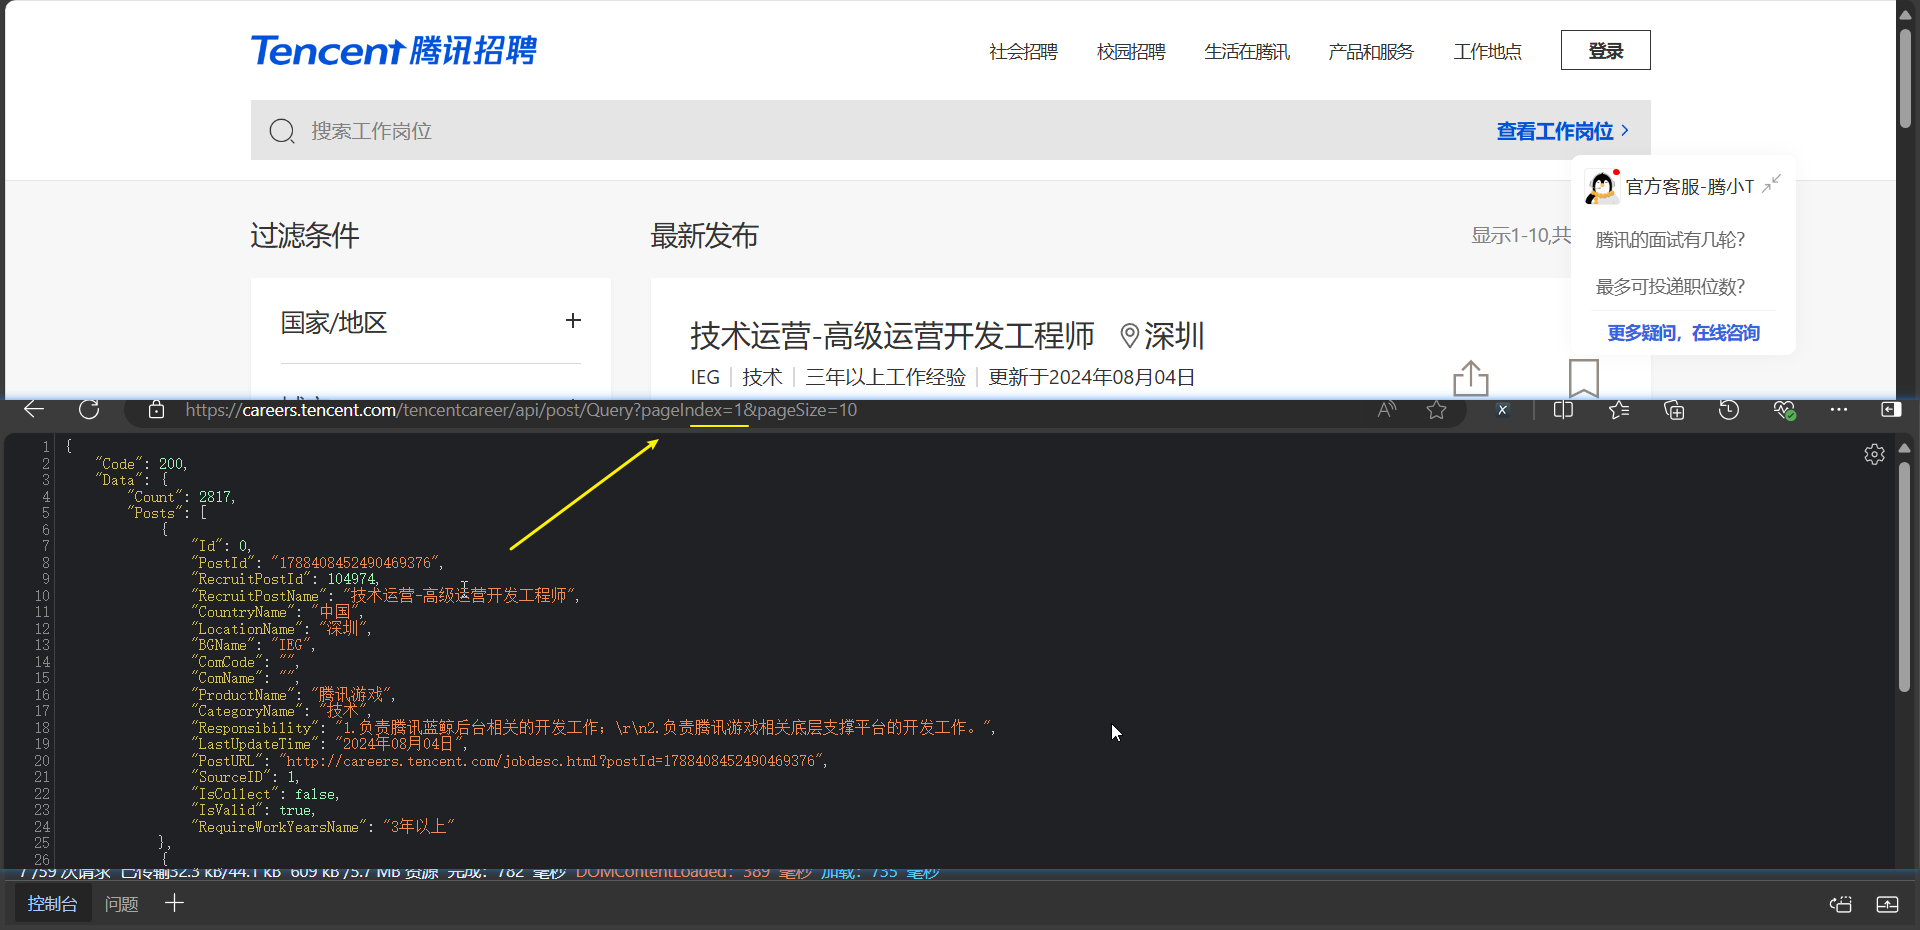 Tencent 腾讯招聘
社会招聘 校园招聘 生活在腾讯 产品和服务 工作地点 登录
搜索工作岗位 查看工作岗位 >
官方客服-腾小T
过滤条件 最新发布 显示1-10,共
腾讯的面试有几轮?
最多可投递职位数?
国家/地区 +
技术运营-高级运营开发工程师 深圳
更多疑问，在线咨询
IEG | 技术 | 三年以上工作经验 | 更新于2024年08月04日
https://careers.tencent.com/tencentcareer/api/post/Query?pageIndex=1&pageSize=10
1 {
2 "Code": 200,
3 "Data": {
4 "Count": 2817,
5 "Posts": [
6 {
7 "Id": 0,
8 "PostId": "1788408452490469376",
9 "RecruitPostId": 104974,
10 "RecruitPostName": "技术运营-高级运营开发工程师",
11 "CountryName": "中国",
12 "LocationName": "深圳",
13 "BGName": "IEG",
14 "ComCode": "",
15 "ComName": "",
16 "ProductName": "腾讯游戏",
17 "CategoryName": "技术",
18 "Responsibility": "1.负责腾讯蓝鲸后台相关的开发工作；\r\n2.负责腾讯游戏相关底层支撑平台的开发工作。",
19 "LastUpdateTime": "2024年08月04日",
20 "PostURL": "http://careers.tencent.com/jobdesc.html?postId=1788408452490469376",
21 "SourceID": 1,
22 "IsCollect": false,
23 "IsValid": true,
24 "RequireWorkYearsName": "3年以上"
25 },
26 {
7 /59 次请求 已传输32.3 kB/44.1 kB 609 kB /5.7 MB 资源 完成: 782 毫秒 DOMContentLoaded: 389 毫秒 加载: 735 毫秒
控制台 问题 +